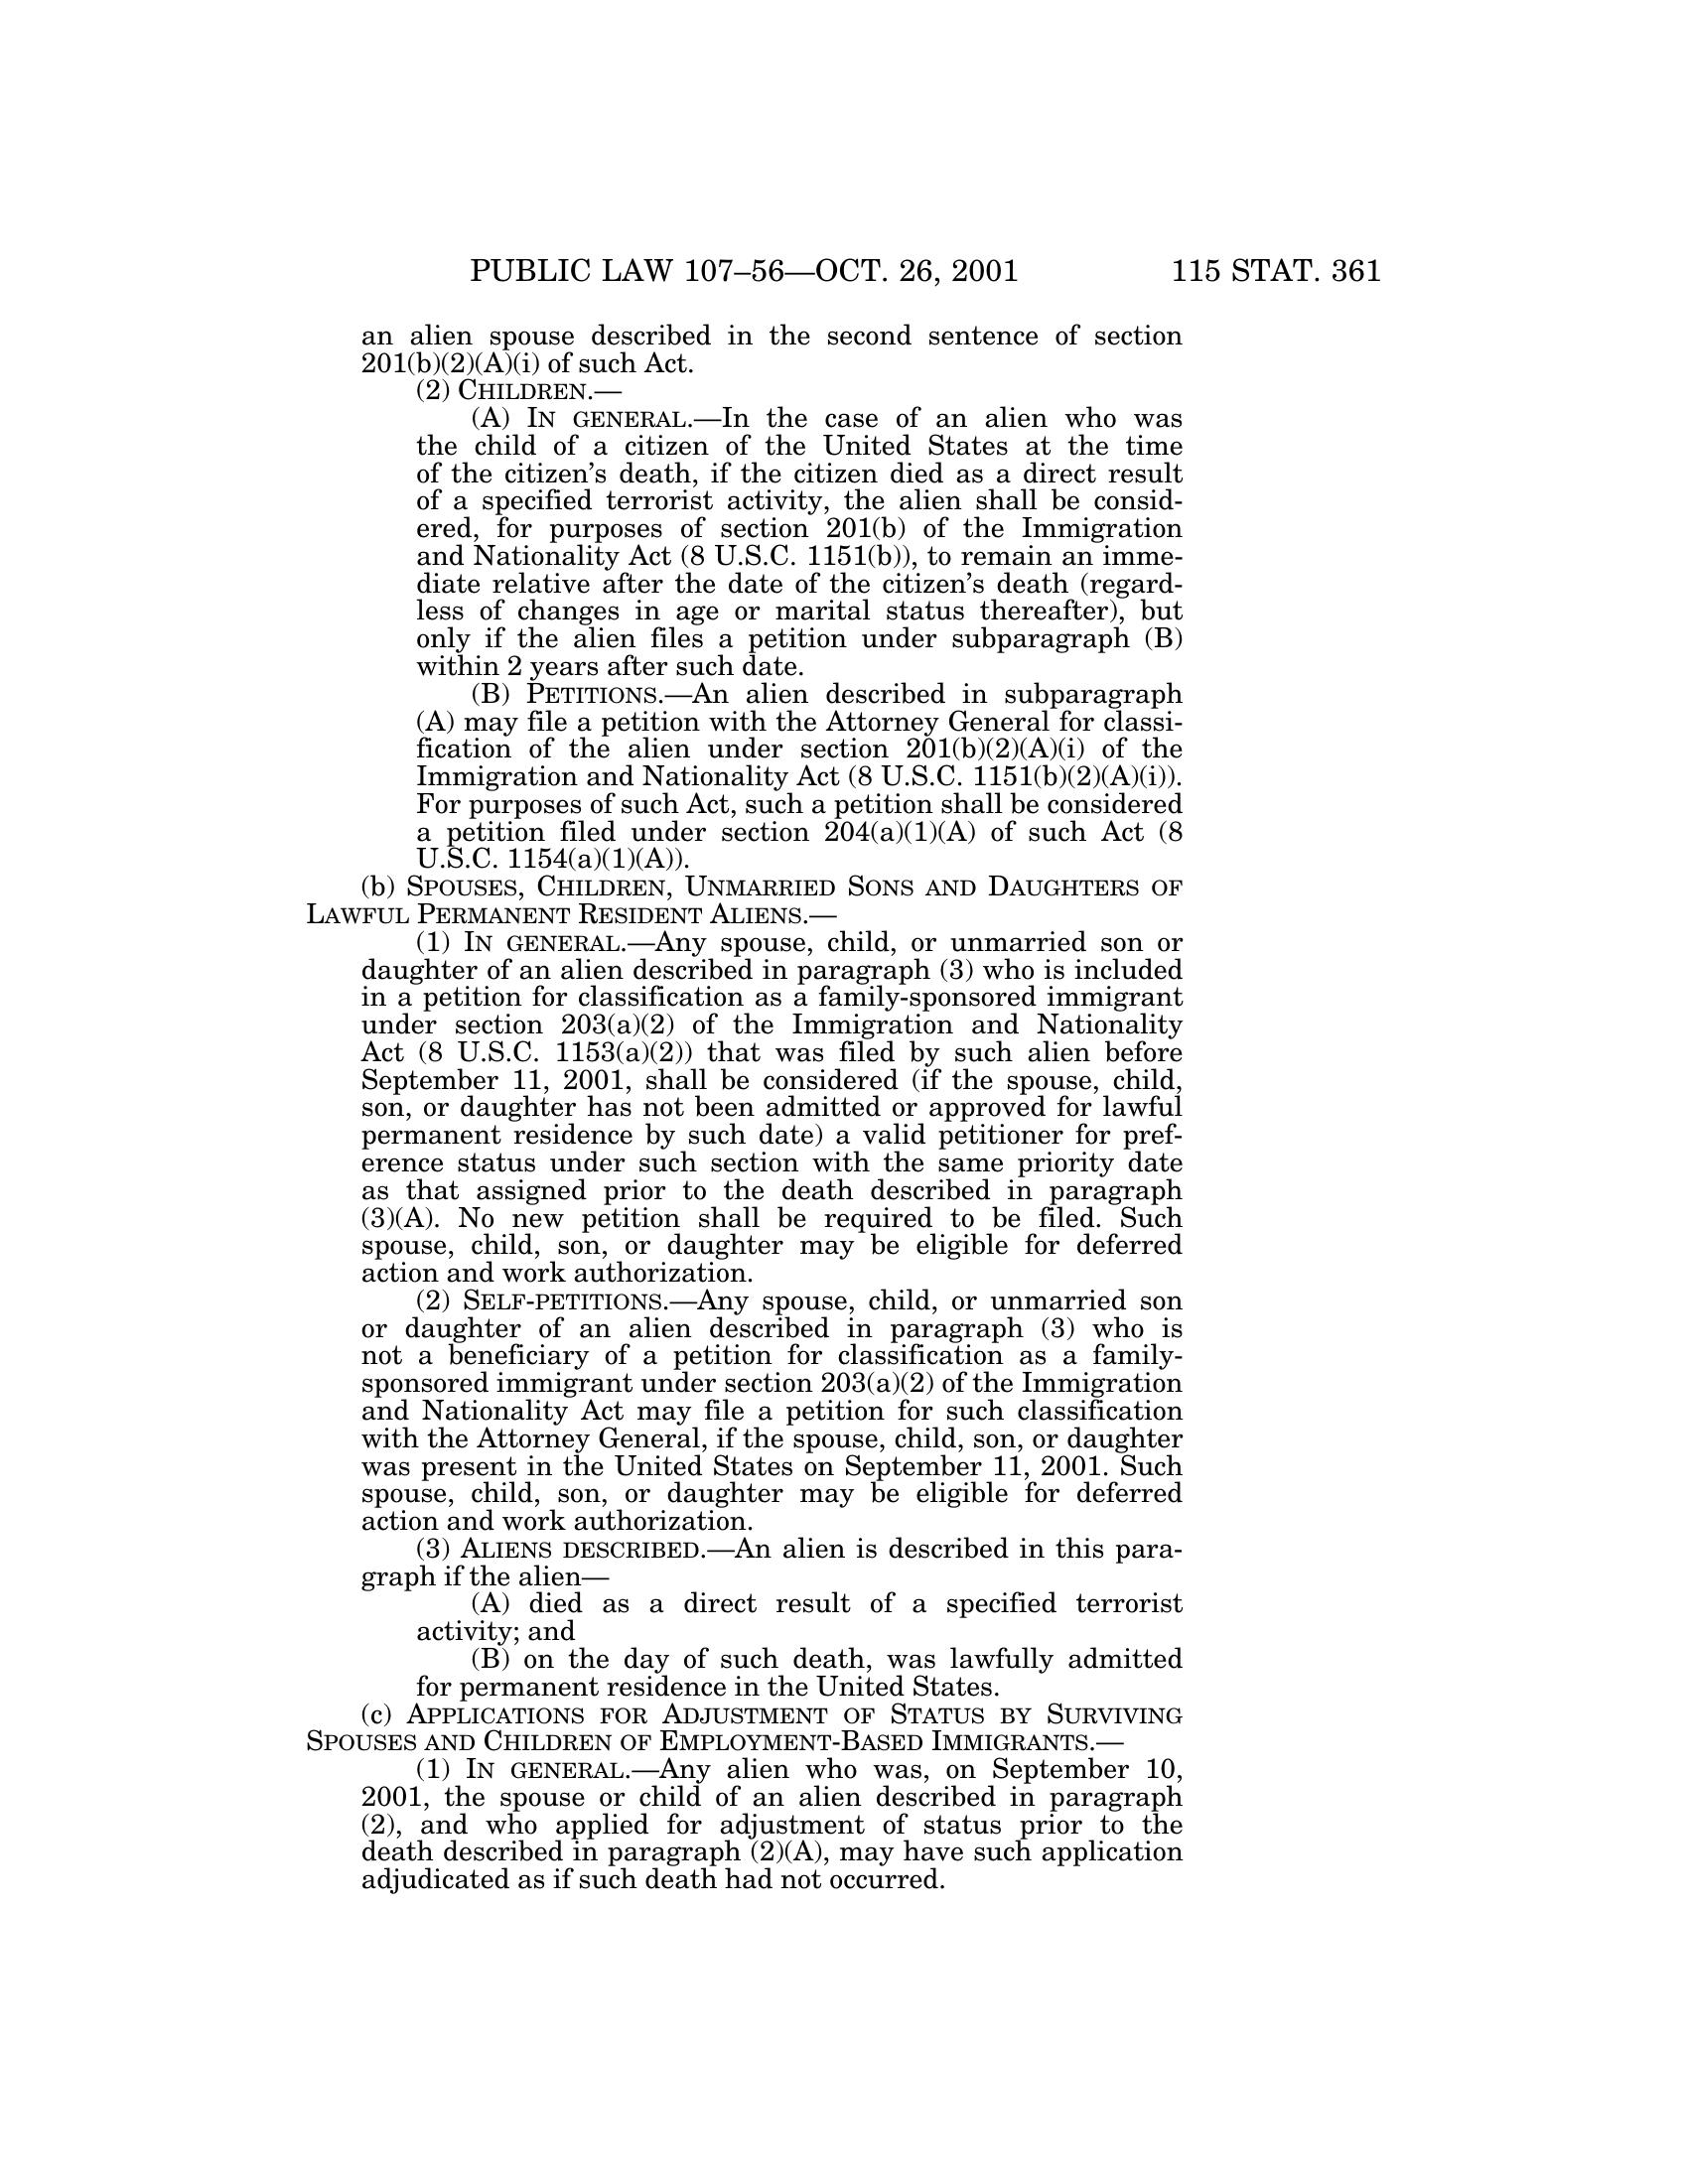 PUBLIC LAW 107–56—OCT. 26, 2001 115 STAT. 361
an alien spouse described in the second sentence of section
201(b)(2)(A)(i) of such Act.
(2) CHILDREN.—
(A) IN GENERAL.—In the case of an alien who was
the child of a citizen of the United States at the time
of the citizen's death, if the citizen died as a direct result
of a specified terrorist activity, the alien shall be consid-
ered, for purposes of section 201(b) of the Immigration
and Nationality Act (8 U.S.C. 1151(b)), to remain an imme-
diate relative after the date of the citizen's death (regard-
less of changes in age or marital status thereafter), but
only if the alien files a petition under subparagraph (B)
within 2 years after such date.
(B) PETITIONS.—An alien described in subparagraph
(A) may file a petition with the Attorney General for classi-
fication of the alien under section 201(b)(2)(A)(i) of the
Immigration and Nationality Act (8 U.S.C. 1151(b)(2)(A)(i)).
For purposes of such Act, such a petition shall be considered
a petition filed under section 204(a)(1)(A) of such Act (8
U.S.C. 1154(a)(1)(A)).
(b) SPOUSES, CHILDREN, UNMARRIED SONS AND DAUGHTERS OF
LAWFUL PERMANENT RESIDENT ALIENS.—
(1) IN GENERAL.—Any spouse, child, or unmarried son or
daughter of an alien described in paragraph (3) who is included
in a petition for classification as a family-sponsored immigrant
under section 203(a)(2) of the Immigration and Nationality
Act (8 U.S.C. 1153(a)(2)) that was filed by such alien before
September 11, 2001, shall be considered (if the spouse, child,
son, or daughter has not been admitted or approved for lawful
permanent residence by such date) a valid petitioner for pref-
erence status under such section with the same priority date
as that assigned prior to the death described in paragraph
(3)(A). No new petition shall be required to be filed. Such
spouse, child, son, or daughter may be eligible for deferred
action and work authorization.
(2) SELF-PETITIONS.—Any spouse, child, or unmarried son
or daughter of an alien described in paragraph (3) who is
not a beneficiary of a petition for classification as a family-
sponsored immigrant under section 203(a)(2) of the Immigration
and Nationality Act may file a petition for such classification
with the Attorney General, if the spouse, child, son, or daughter
was present in the United States on September 11, 2001. Such
spouse, child, son, or daughter may be eligible for deferred
action and work authorization.
(3) ALIENS DESCRIBED.—An alien is described in this para-
graph if the alien—
(A) died as a direct result of a specified terrorist
activity; and
(B) on the day of such death, was lawfully admitted
for permanent residence in the United States.
(c) APPLICATIONS FOR ADJUSTMENT OF STATUS BY SURVIVING
SPOUSES AND CHILDREN OF EMPLOYMENT-BASED IMMIGRANTS.—
(1) IN GENERAL.—Any alien who was, on September 10,
2001, the spouse or child of an alien described in paragraph
(2), and who applied for adjustment of status prior to the
death described in paragraph (2)(A), may have such application
adjudicated as if such death had not occurred.